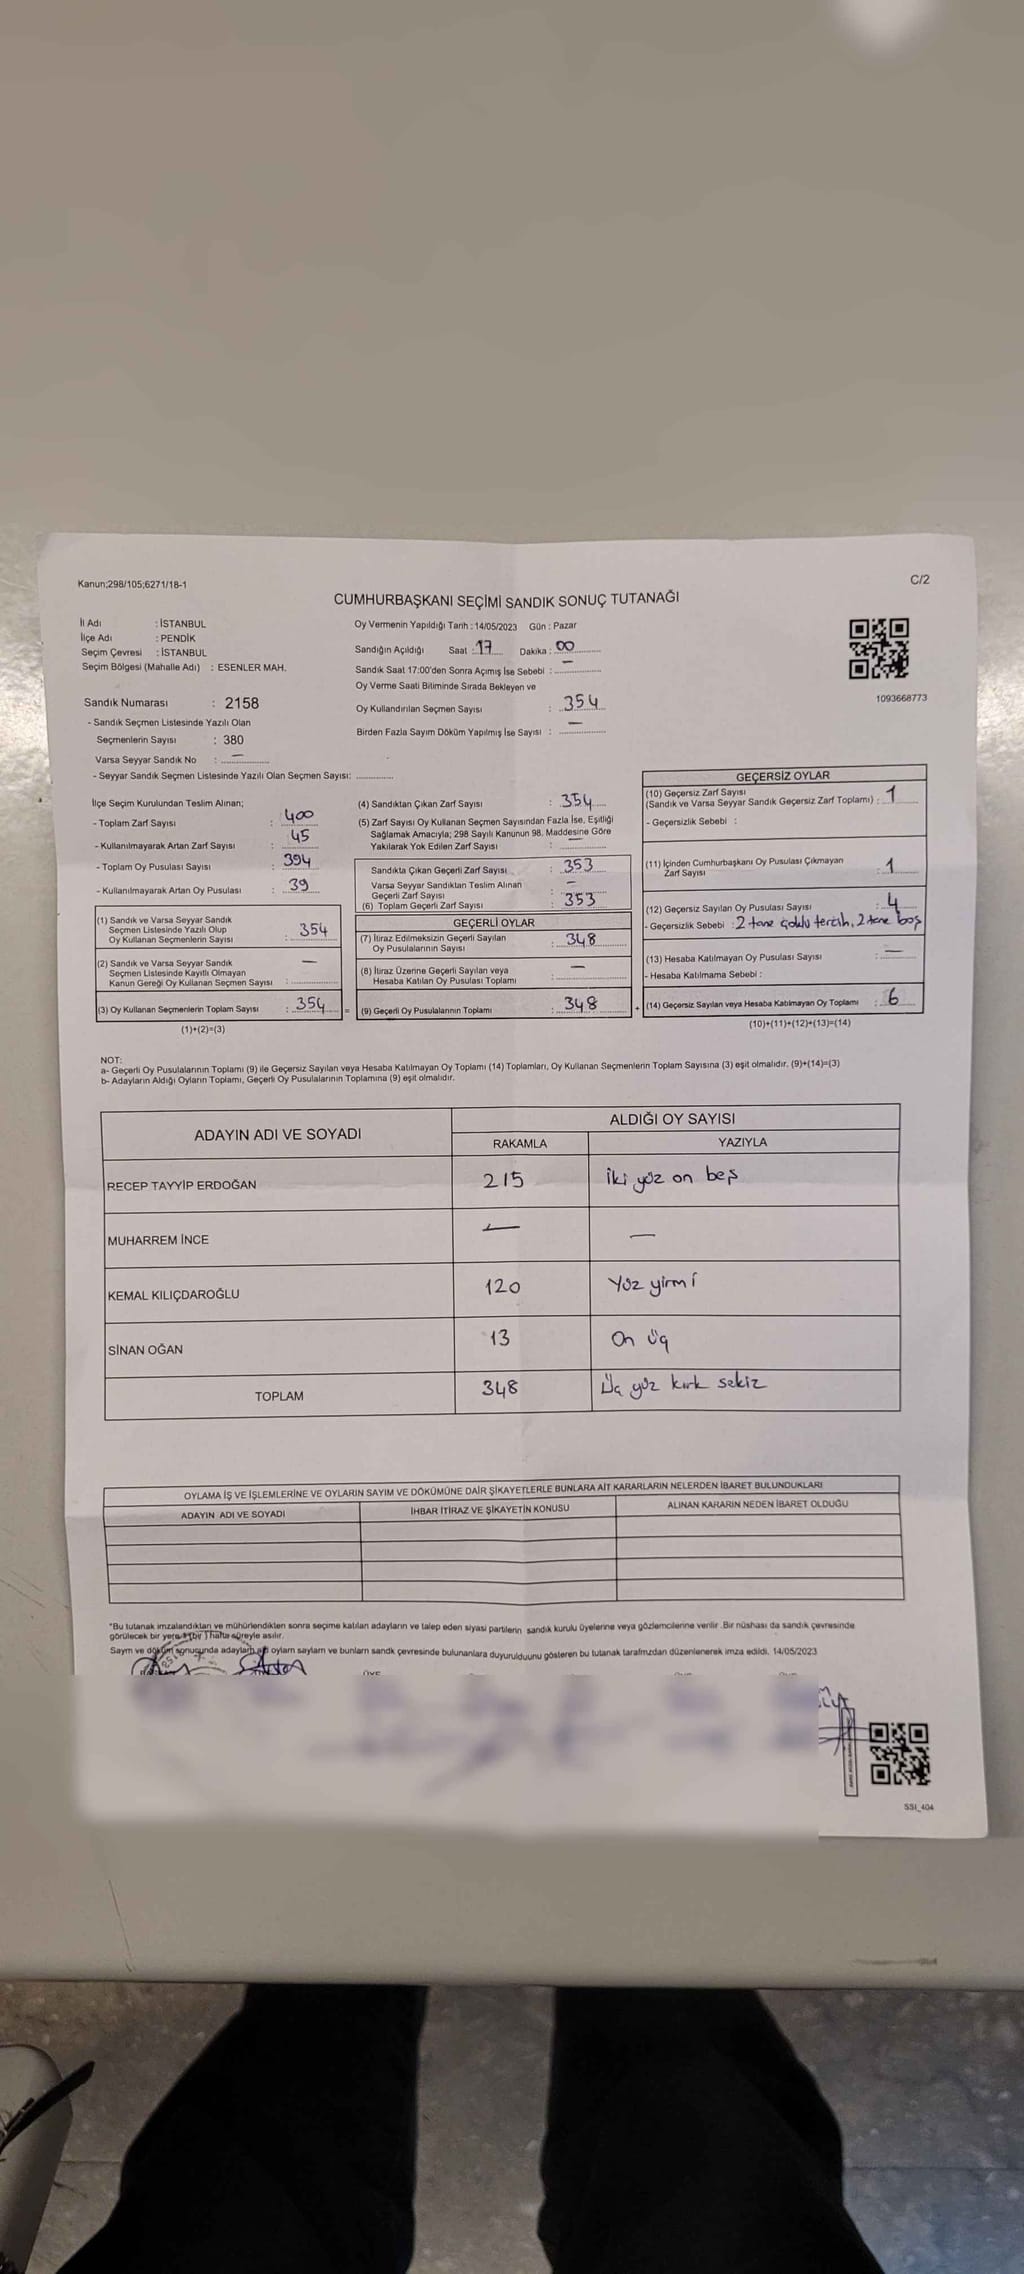 Kanun;298/105;6271/18-1
C/2
CUMHURBAŞKANI SEÇİMİ SANDIK SONUÇ TUTANAĞI
İl Adı : İSTANBUL
İlçe Adı : PENDİK
Seçim Çevresi : İSTANBUL
Seçim Bölgesi (Mahalle Adı) : ESENLER MAH.
Oy Vermenin Yapıldığı Tarih : 14/05/2023 Gün : Pazar
Sandığın Açıldığı Saat : 17 Dakika : 00
Sandık Saat 17:00'den Sonra Açımış İse Sebebi : —
Oy Verme Saati Bitiminde Sırada Bekleyen ve
Oy Kullandırılan Seçmen Sayısı : 354
Birden Fazla Sayım Döküm Yapılmış İse Sayısı : —
1093668773
Sandık Numarası : 2158
- Sandık Seçmen Listesinde Yazılı Olan
Seçmenlerin Sayısı : 380
Varsa Seyyar Sandık No : —
- Seyyar Sandık Seçmen Listesinde Yazılı Olan Seçmen Sayısı:
İlçe Seçim Kurulundan Teslim Alınan;
- Toplam Zarf Sayısı : 400
- Kullanılmayarak Artan Zarf Sayısı : 45
- Toplam Oy Pusulası Sayısı : 394
- Kullanılmayarak Artan Oy Pusulası : 39
(1) Sandık ve Varsa Seyyar Sandık
Seçmen Listesinde Yazılı Olup
Oy Kullanan Seçmenlerin Sayısı : 354
(2) Sandık ve Varsa Seyyar Sandık
Seçmen Listesinde Kayıtlı Olmayan
Kanun Gereği Oy Kullanan Seçmen Sayısı : —
(3) Oy Kullanan Seçmenlerin Toplam Sayısı : 354 =
(1)+(2)=(3)
(4) Sandıktan Çıkan Zarf Sayısı : 354
(5) Zarf Sayısı Oy Kullanan Seçmen Sayısından Fazla İse, Eşitliği
Sağlamak Amacıyla; 298 Sayılı Kanunun 98. Maddesine Göre
Yakılarak Yok Edilen Zarf Sayısı : —
Sandıkta Çıkan Geçerli Zarf Sayısı : 353
Varsa Seyyar Sandıktan Teslim Alınan
Geçerli Zarf Sayısı : —
(6) Toplam Geçerli Zarf Sayısı : 353
GEÇERLİ OYLAR
(7) İtiraz Edilmeksizin Geçerli Sayılan
Oy Pusulalarının Sayısı : 348
(8) İtiraz Üzerine Geçerli Sayılan veya
Hesaba Katılan Oy Pusulası Toplamı : —
(9) Geçerli Oy Pusulalarının Toplamı : 348 +
GEÇERSİZ OYLAR
(10) Geçersiz Zarf Sayısı
(Sandık ve Varsa Seyyar Sandık Geçersiz Zarf Toplamı) : 1
- Geçersizlik Sebebi :
(11) İçinden Cumhurbaşkanı Oy Pusulası Çıkmayan
Zarf Sayısı : 1
(12) Geçersiz Sayılan Oy Pusulası Sayısı : 4
- Geçersizlik Sebebi : 2 tane çoklu tercih, 2 tane boş
(13) Hesaba Katılmayan Oy Pusulası Sayısı : —
- Hesaba Katılmama Sebebi :
(14) Geçersiz Sayılan veya Hesaba Katılmayan Oy Toplamı : 6
(10)+(11)+(12)+(13)=(14)
NOT:
a- Geçerli Oy Pusulalarının Toplamı (9) ile Geçersiz Sayılan veya Hesaba Katılmayan Oy Toplamı (14) Toplamları, Oy Kullanan Seçmenlerin Toplam Sayısına (3) eşit olmalıdır. (9)+(14)=(3)
b- Adayların Aldığı Oyların Toplamı, Geçerli Oy Pusulalarının Toplamına (9) eşit olmalıdır.
ADAYIN ADI VE SOYADI
ALDIĞI OY SAYISI
RAKAMLA YAZIYLA
RECEP TAYYİP ERDOĞAN 215 İki yüz on beş
MUHARREM İNCE — —
KEMAL KILIÇDAROĞLU 120 Yüz yirmi
SİNAN OĞAN 13 On üç
TOPLAM 348 Üç yüz kırk sekiz
OYLAMA İŞ VE İŞLEMLERİNE VE OYLARIN SAYIM VE DÖKÜMÜNE DAİR ŞİKAYETLERLE BUNLARA AİT KARARLARIN NELERDEN İBARET BULUNDUKLARI
ADAYIN ADI VE SOYADI İHBAR İTİRAZ VE ŞİKAYETİN KONUSU ALINAN KARARIN NEDEN İBARET OLDUĞU
*Bu tutanak imzalandıktan ve mühürlendikten sonra seçime katılan adayların ve talep eden siyasi partilerin sandık kurulu üyelerine veya gözlemcilerine verilir .Bir nüshası da sandık çevresinde
görülecek bir yere 1 hafta süreyle asılır.
Sayım ve döküm sonucunda adayların oyların bunların sandık çevresinde bulunanlara duyurulduunu gösteren bu tutanak tarafımzdan düzenlenerek imza edildi. 14/05/2023
ÜYE
SSI_404